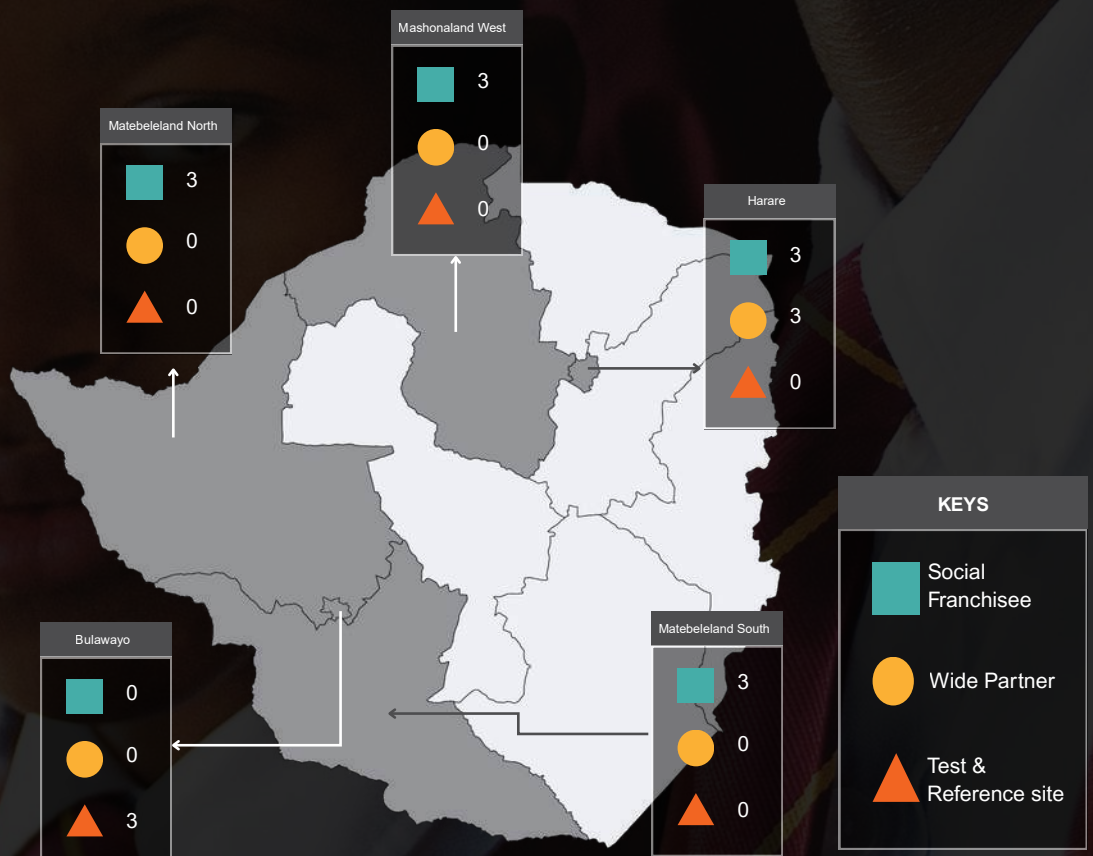 Mashonaland West
3
0
0
Matebeleland North
3
0
0
Harare
3
3
0
KEYS
Social
Franchisee
Wide Partner
Test &
Reference site
Bulawayo
0
0
3
Matebeleland South
3
0
0